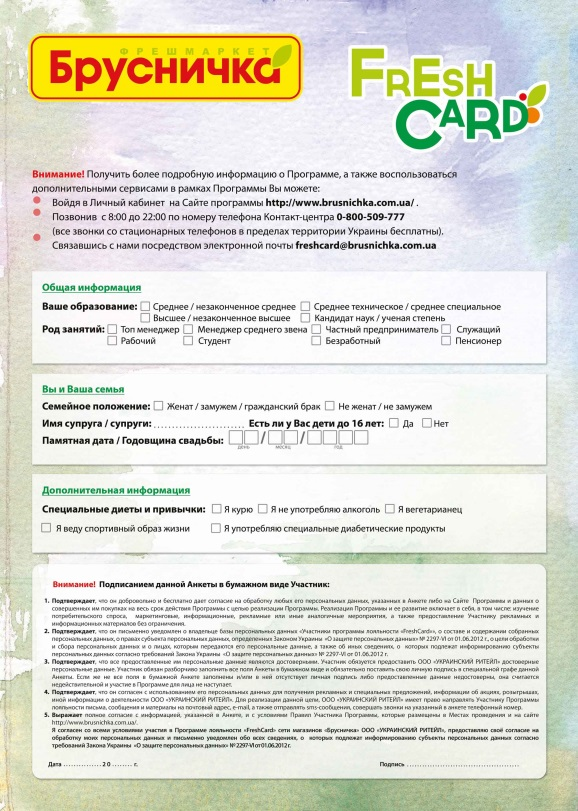 ФРЕШМАРКЕТ
Брусничка
FRESH
CARD
Внимание! Получить более подробную информацию о Программе, а также воспользоваться
дополнительными сервисами в рамках Программы Вы можете:
Войдя в Личный кабинет на Сайте программы http://www.brusnichka.com.ua/ .
Позвонив с 8:00 до 22:00 по номеру телефона Контакт-центра 0-800-509-777
(все звонки со стационарных телефонов в пределах территории Украины бесплатны).
Связавшись с нами посредством электронной почты freshcard@brusnichka.com.ua
Общая информация
Ваше образование: Среднее / незаконченное среднее Среднее техническое / среднее специальное
Высшее / незаконченное высшее Кандидат наук / ученая степень
Род занятий: Топ менеджер Менеджер среднего звена Частный предприниматель Служащий
Рабочий Студент Безработный Пенсионер
Вы и Ваша семья
Семейное положение: Женат / замужем / гражданский брак Не женат / не замужем
Имя супруга / супруги: ........................ Есть ли у Вас дети до 16 лет: Да Нет
Памятная дата / Годовщина свадьбы: / /
день месяц год
Дополнительная информация
Специальные диеты и привычки: Я курю Я не употребляю алкоголь Я вегетарианец
Я веду спортивный образ жизни Я употребляю специальные диабетические продукты
Внимание! Подписанием данной Анкеты в бумажном виде Участник:
1. Подтверждает, что он добровольно и бесплатно дает согласие на обработку любых его персональных данных, указанных в Анкете либо на Сайте Программы и данных о
совершенных им покупках на весь срок действия Программы с целью реализации Программы. Реализация Программы и ее развитие включает в себя, в том числе: изучение
потребительского спроса, маркетинговые, информационные, рекламные или иные аналогичные мероприятия, а также предоставление Участнику рекламных и
информационных материалов без ограничения.
2. Подтверждает, что он письменно уведомлен о владельце базы персональных данных «Участники программ лояльности «FreshCard», о составе и содержании собранных
персональных данных, о правах субъекта персональных данных, определенных Законом Украины «О защите персональных данных» № 2297-VI от 01.06.2012 г., о цели обработки
и сбора персональных данных и о лицах, которым передаются его персональные данные, а также об иных сведениях, о которых подлежат информированию субъекты
персональных данных согласно требований Закона Украины «О защите персональных данных» № 2297-VI от 01.06.2012 г.
3. Подтверждает, что все предоставленные им персональные данные являются достоверными. Участник обязуется предоставить ООО «УКРАИНСКИЙ РИТЕЙЛ» достоверные
персональные данные. Участник обязан разборчиво заполнить все поля Анкеты в бумажном виде и обязательно поставить свою личную подпись в специальной графе данной
Анкеты. Если же не все поля в бумажной Анкете заполнены и/или в ней отсутствует личная подпись либо предоставленные данные недостоверны, она считается
недействительной и участие в Программе для лица не наступает.
4. Подтверждает, что он согласен с использованием его персональных данных для получения рекламных и специальных предложений, информации об акциях, розыгрышах,
иной информации о деятельности ООО «УКРАИНСКИЙ РИТЕЙЛ». Для реализации данной цели, ООО «УКРАИНСКИЙ РИТЕЙЛ» имеет право направлять Участнику Программы
лояльности письма, сообщения и материалы на почтовый адрес, e-mail, а также отправлять sms-сообщения, совершать звонки на указанный в анкете телефонный номер.
5. Выражает полное согласие с информацией, указанной в Анкете, и с условиями Правил Участника Программы, которые размещены в Местах проведения и на сайте
http://www.brusnichka.com.ua/.
Я согласен со всеми условиями участия в Программе лояльности «FreshCard» сети магазинов «Брусничка» ООО «УКРАИНСКИЙ РИТЕЙЛ», предоставляю своё согласие на
обработку моих персональных данных и письменно уведомлен обо всех сведениях, о которых подлежат информированию субъекты персональных данных согласно
требований Закона Украины «О защите персональных данных» № 2297-VI от 01.06.2012 г.
Дата .............. 20 ........ г. Подпись ..........................................